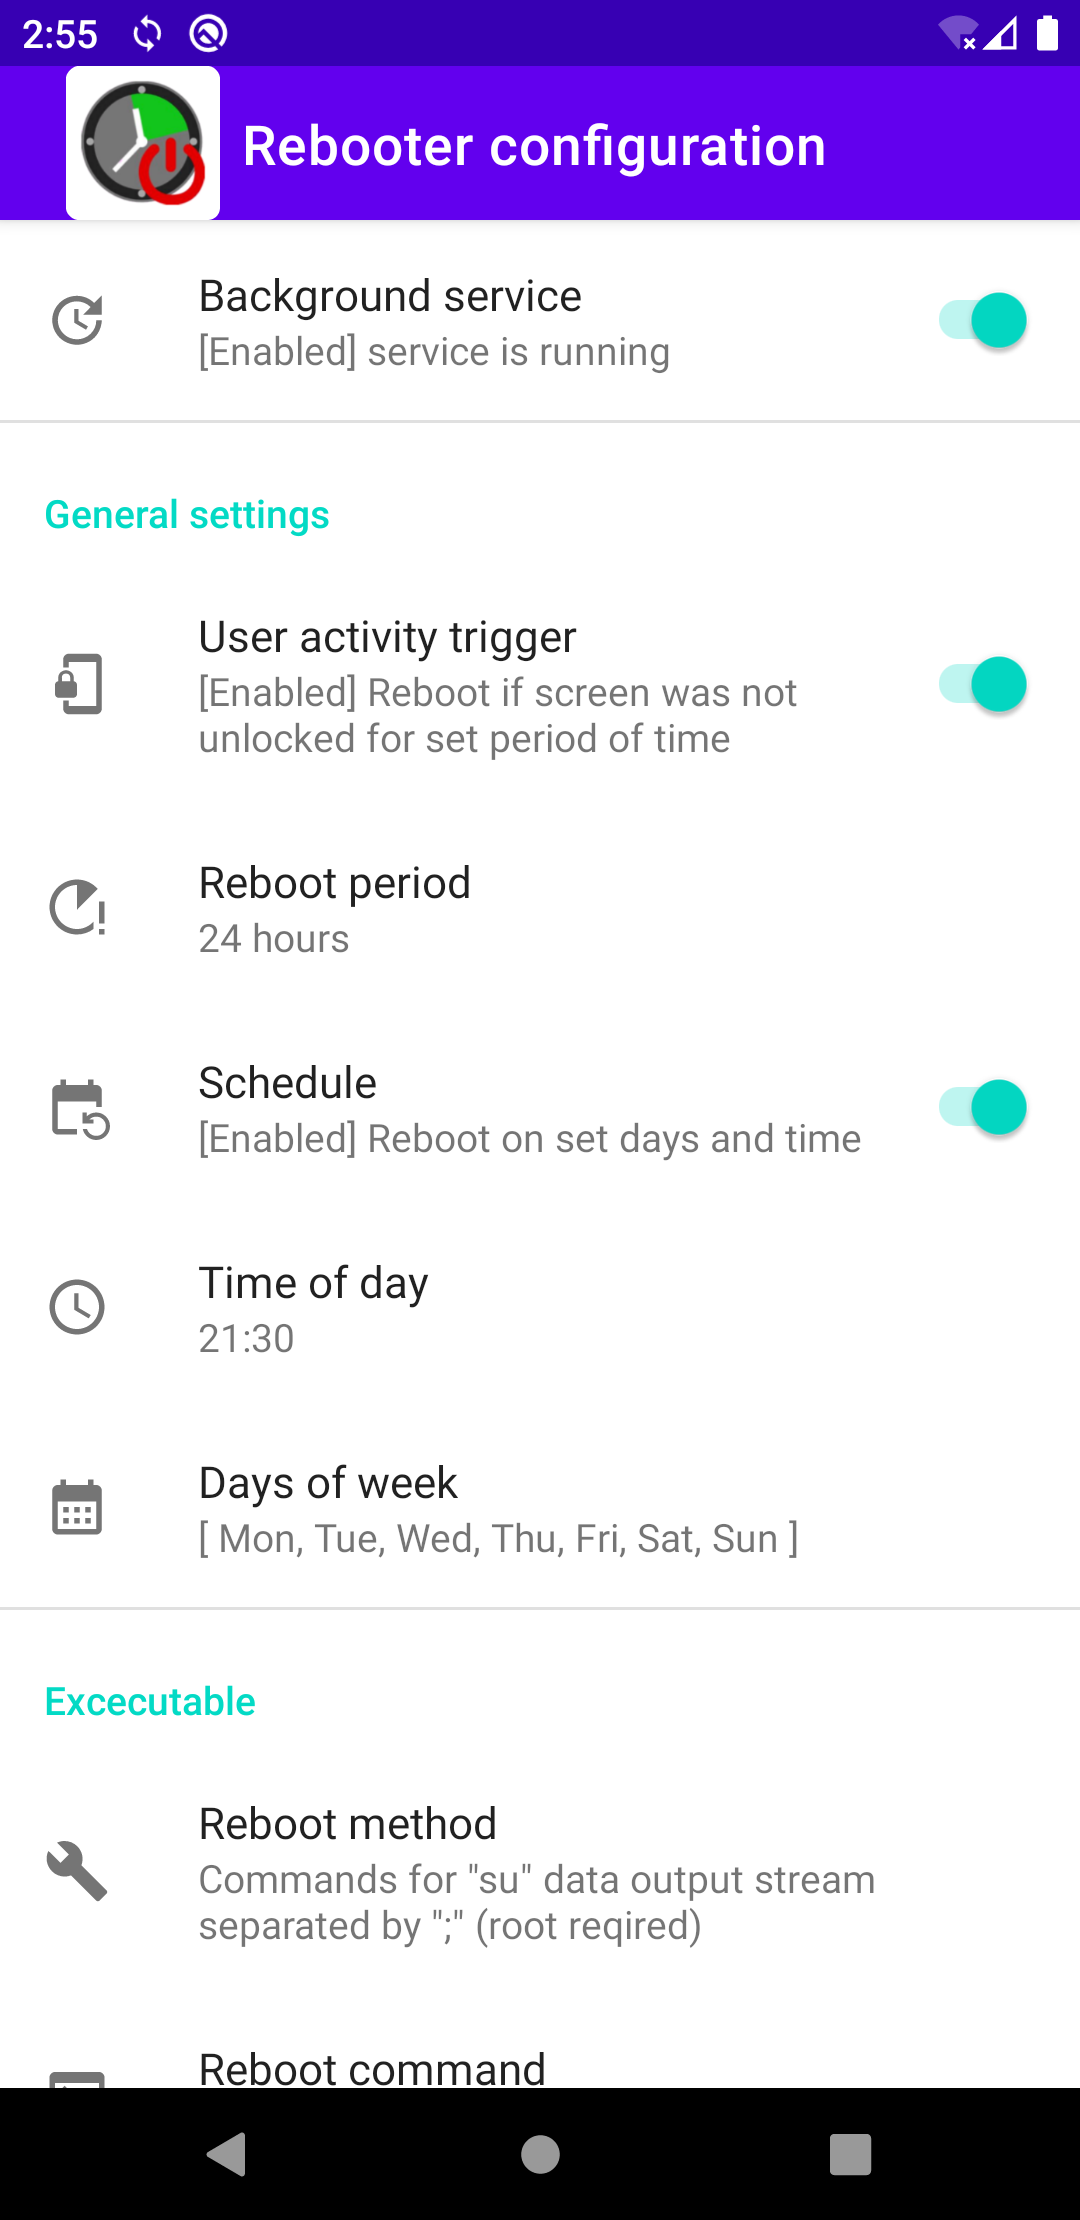 2:55
Rebooter configuration
Background service
[Enabled] service is running
General settings
User activity trigger
[Enabled] Reboot if screen was not
unlocked for set period of time
Reboot period
24 hours
Schedule
[Enabled] Reboot on set days and time
Time of day
21:30
Days of week
[ Mon, Tue, Wed, Thu, Fri, Sat, Sun ]
Excecutable
Reboot method
Commands for "su" data output stream
separated by ";" (root reqired)
Reboot command